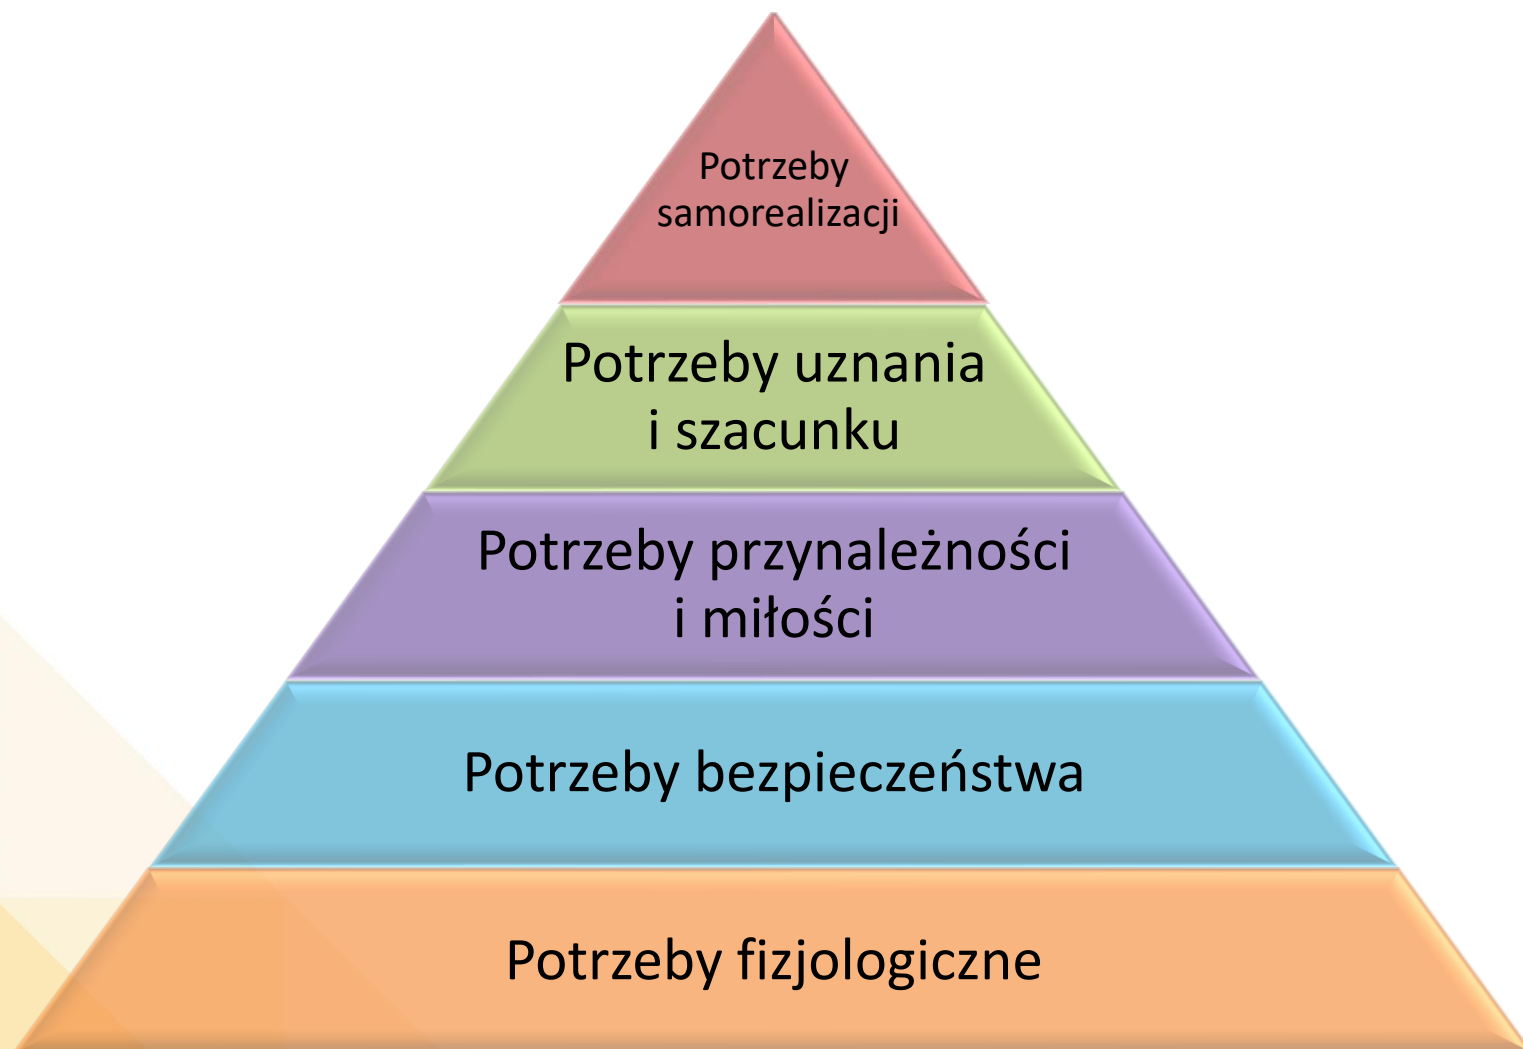 Potrzeby
samorealizacji
Potrzeby uznania
i szacunku
Potrzeby przynależności
i miłości
Potrzeby bezpieczeństwa
Potrzeby fizjologiczne